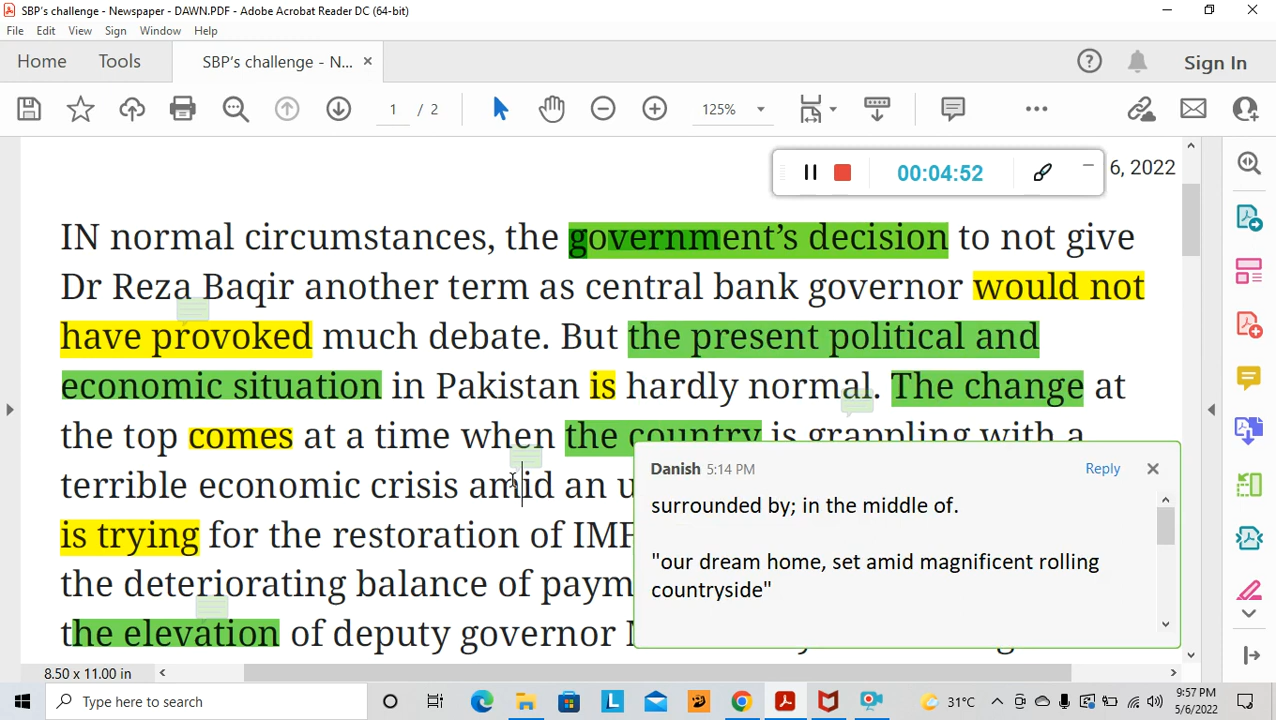 SBP's challenge - Newspaper - DAWN.PDF - Adobe Acrobat Reader DC (64-bit)
File Edit View Sign Window Help
Home Tools SBP's challenge - N... × Sign In
1 / 2 125%
00:04:52
6, 2022
IN normal circumstances, the government's decision to not give
Dr Reza Baqir another term as central bank governor would not
have provoked much debate. But the present political and
economic situation in Pakistan is hardly normal. The change at
the top comes at a time when the country is grappling with a
terrible economic crisis amid an u
is trying for the restoration of IMF
the deteriorating balance of paym
the elevation of deputy governor
Danish 5:14 PM Reply
surrounded by; in the middle of.
"our dream home, set amid magnificent rolling
countryside"
8.50 x 11.00 in
Type here to search
31°C
9:57 PM
5/6/2022